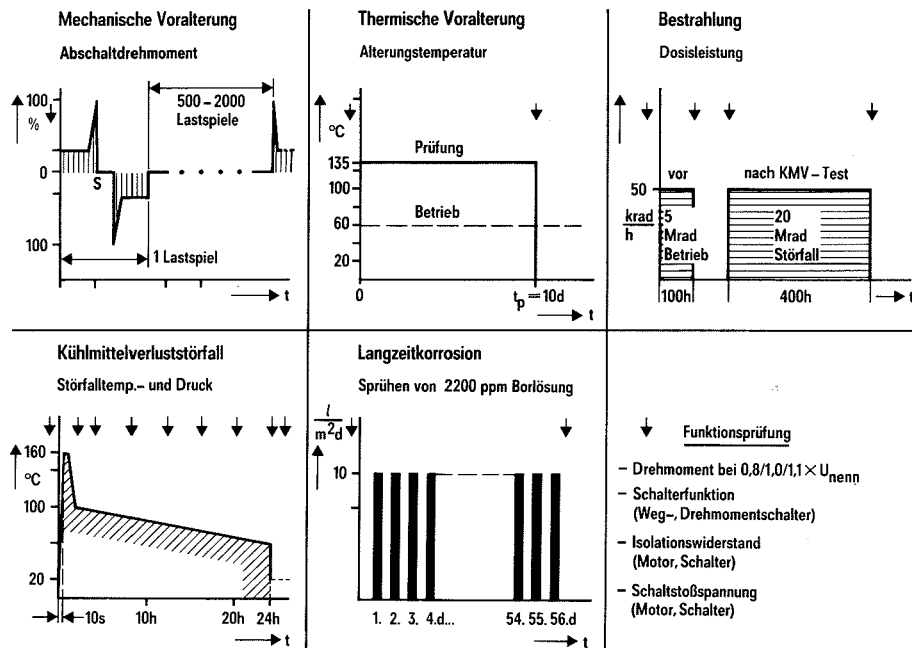 Mechanische Voralterung
Abschaltdrehmoment
100
%
0
100
S
500 – 2000
Lastspiele
1 Lastspiel
t
Thermische Voralterung
Alterungstemperatur
°C
135
100
60
20
Prüfung
Betrieb
0
tp = 10d
t
Bestrahlung
Dosisleistung
50
krad
h
vor
nach KMV – Test
5
Mrad
Betrieb
20
Mrad
Störfall
100h
400h
t
Kühlmittelverluststörfall
Störfalltemp.– und Druck
160
°C
100
20
10s
10h
20h
24h
t
Langzeitkorrosion
Sprühen von 2200 ppm Borlösung
l
m²d
10
1. 2. 3. 4.d...
54. 55. 56.d
t
Funktionsprüfung
– Drehmoment bei 0,8/1,0/1,1 × Unenn
– Schalterfunktion
(Weg–, Drehmomentschalter)
– Isolationswiderstand
(Motor, Schalter)
– Schaltstoßspannung
(Motor, Schalter)